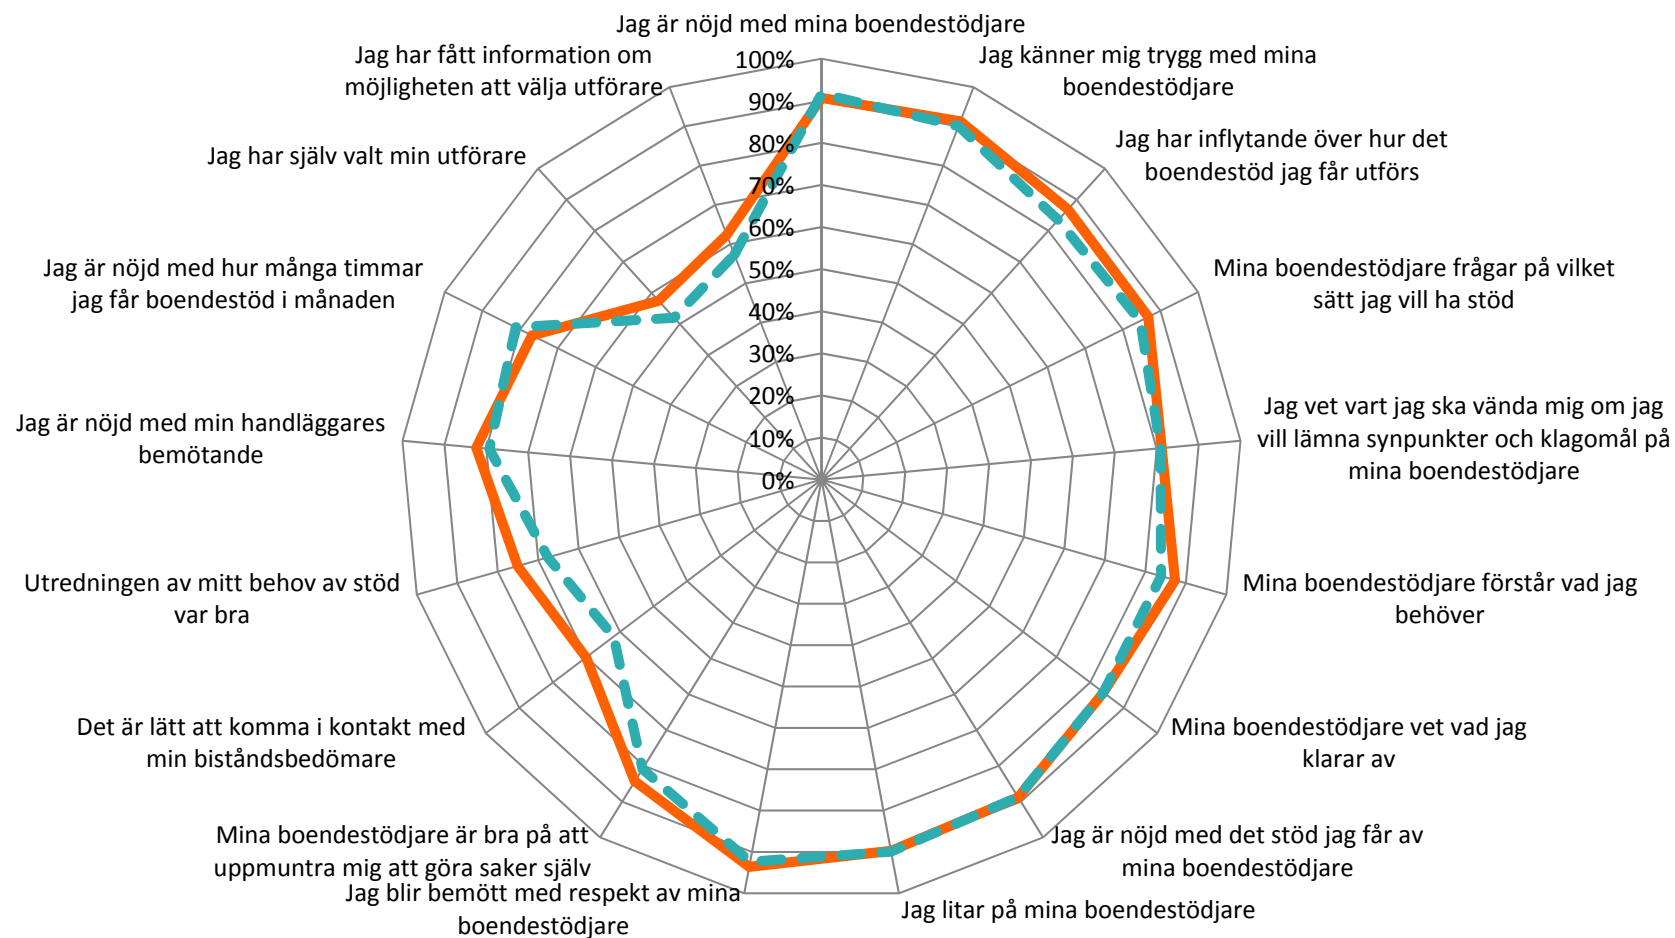 Jag är nöjd med mina boendestödjare
Jag känner mig trygg med mina
boendestödjare
Jag har inflytande över hur det
boendestöd jag får utförs
Mina boendestödjare frågar på vilket
sätt jag vill ha stöd
Jag vet vart jag ska vända mig om jag
vill lämna synpunkter och klagomål på
mina boendestödjare
Mina boendestödjare förstår vad jag
behöver
Mina boendestödjare vet vad jag
klarar av
Jag är nöjd med det stöd jag får av
mina boendestödjare
Jag litar på mina boendestödjare
Jag blir bemött med respekt av mina
boendestödjare
Mina boendestödjare är bra på att
uppmuntra mig att göra saker själv
Det är lätt att komma i kontakt med
min biståndsbedömare
Utredningen av mitt behov av stöd
var bra
Jag är nöjd med min handläggares
bemötande
Jag är nöjd med hur många timmar
jag får boendestöd i månaden
Jag har själv valt min utförare
Jag har fått information om
möjligheten att välja utförare
100%
90%
80%
70%
60%
50%
40%
30%
20%
10%
0%